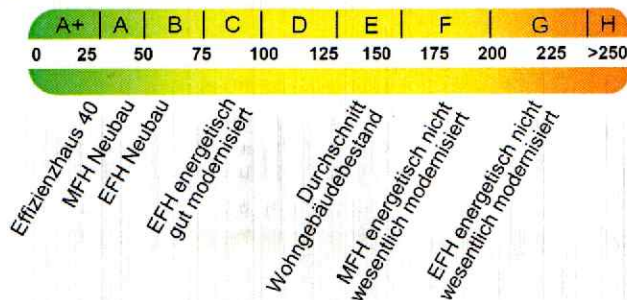 A+ A B C D E F G H
0 25 50 75 100 125 150 175 200 225 >250
Effizienzhaus 40
MFH Neubau
EFH Neubau
EFH energetisch
gut modernisiert
Durchschnitt
Wohngebäudebestand
MFH energetisch nicht
wesentlich modernisiert
EFH energetisch nicht
wesentlich modernisiert